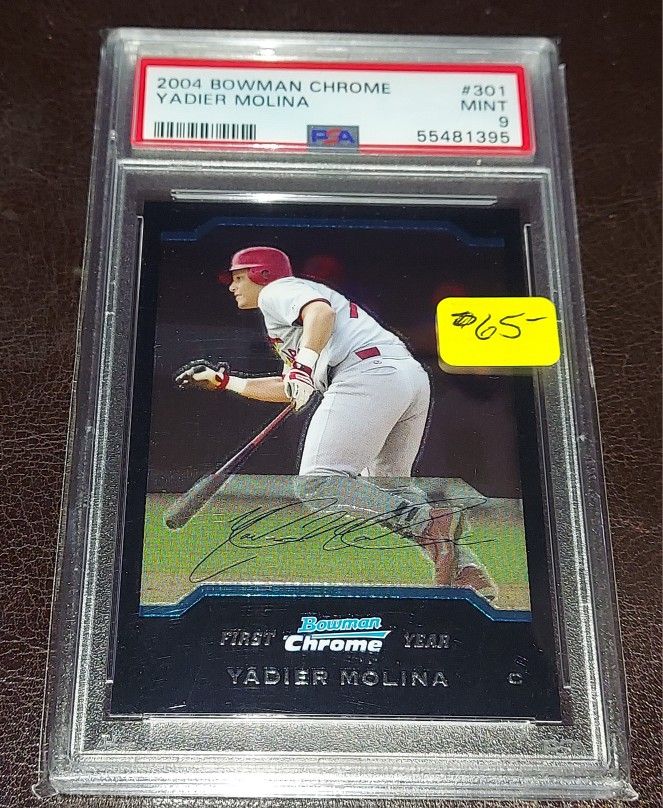 2004 BOWMAN CHROME #301
YADIER MOLINA MINT
9
PSA 55481395
$65-
Bowman
FIRST Chrome YEAR
YADIER MOLINA C